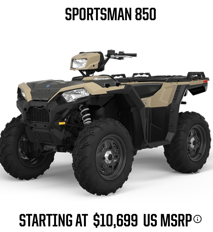 SPORTSMAN 850
STARTING AT $10,699 US MSRP ⓘ